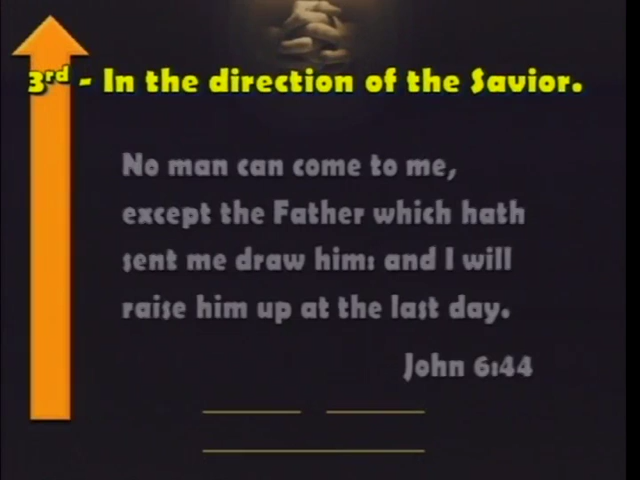 3rd - In the direction of the Savior.
No man can come to me,
except the Father which hath
sent me draw him: and I will
raise him up at the last day.
John 6:44